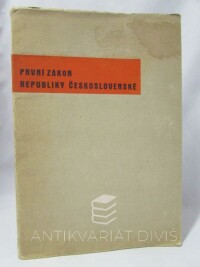 PRVNÍ ZÁKON
REPUBLIKY ČESKOSLOVENSKÉ
ANTIKVARIÁT DIVIŠ